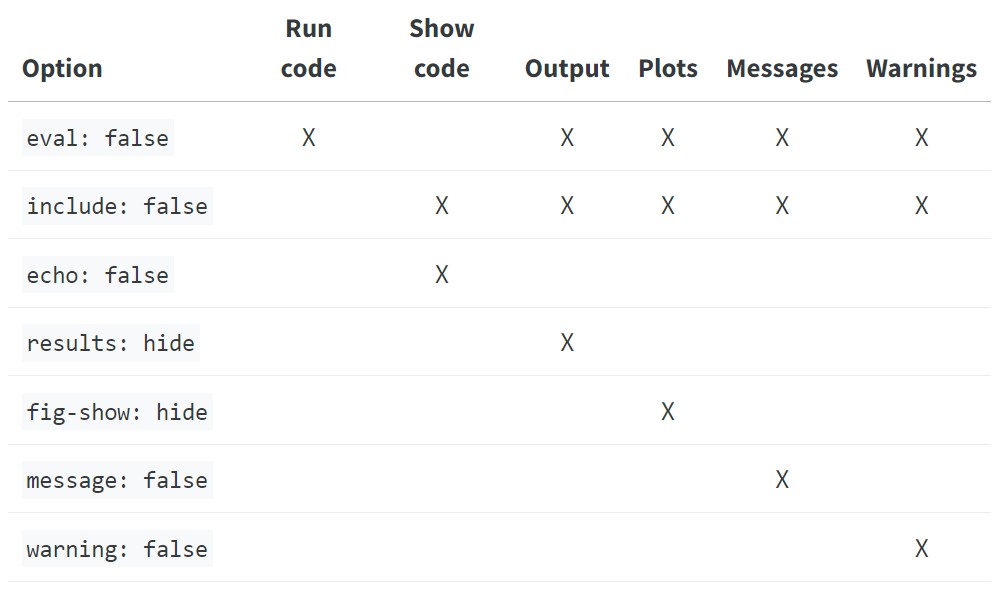 Run Show
Option code code Output Plots Messages Warnings
eval: false X X X X X
include: false X X X X X
echo: false X
results: hide X
fig-show: hide X
message: false X
warning: false X